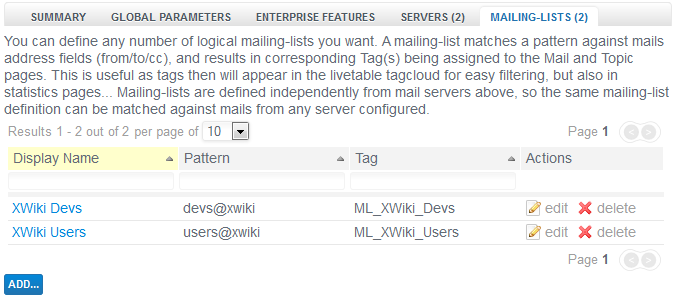 SUMMARY GLOBAL PARAMETERS ENTERPRISE FEATURES SERVERS (2) MAILING-LISTS (2)
You can define any number of logical mailing-lists you want. A mailing-list matches a pattern against mails
address fields (from/to/cc), and results in corresponding Tag(s) being assigned to the Mail and Topic
pages. This is useful as tags then will appear in the livetable tagcloud for easy filtering, but also in
statistics pages... Mailing-lists are defined independently from mail servers above, so the same mailing-list
definition can be matched against mails from any server configured.
Results 1 - 2 out of 2 per page of 10 Page 1 < >
Display Name Pattern Tag Actions
XWiki Devs devs@xwiki ML_XWiki_Devs edit delete
XWiki Users users@xwiki ML_XWiki_Users edit delete
Page 1 < >
ADD...